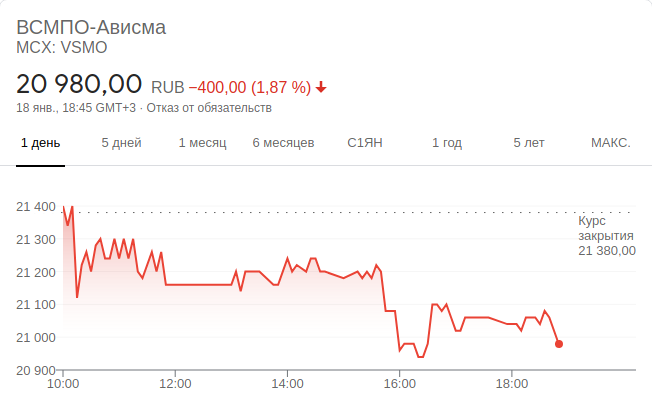 ВСМПО-Ависма
MCX: VSMO
20 980,00 RUB −400,00 (1,87 %)
18 янв., 18:45 GMT+3 · Отказ от обязательств
1 день 5 дней 1 месяц 6 месяцев С1ЯН 1 год 5 лет МАКС.
21 400
Курс
закрытия
21 380,00
21 300
21 200
21 100
21 000
20 900
10:00 12:00 14:00 16:00 18:00